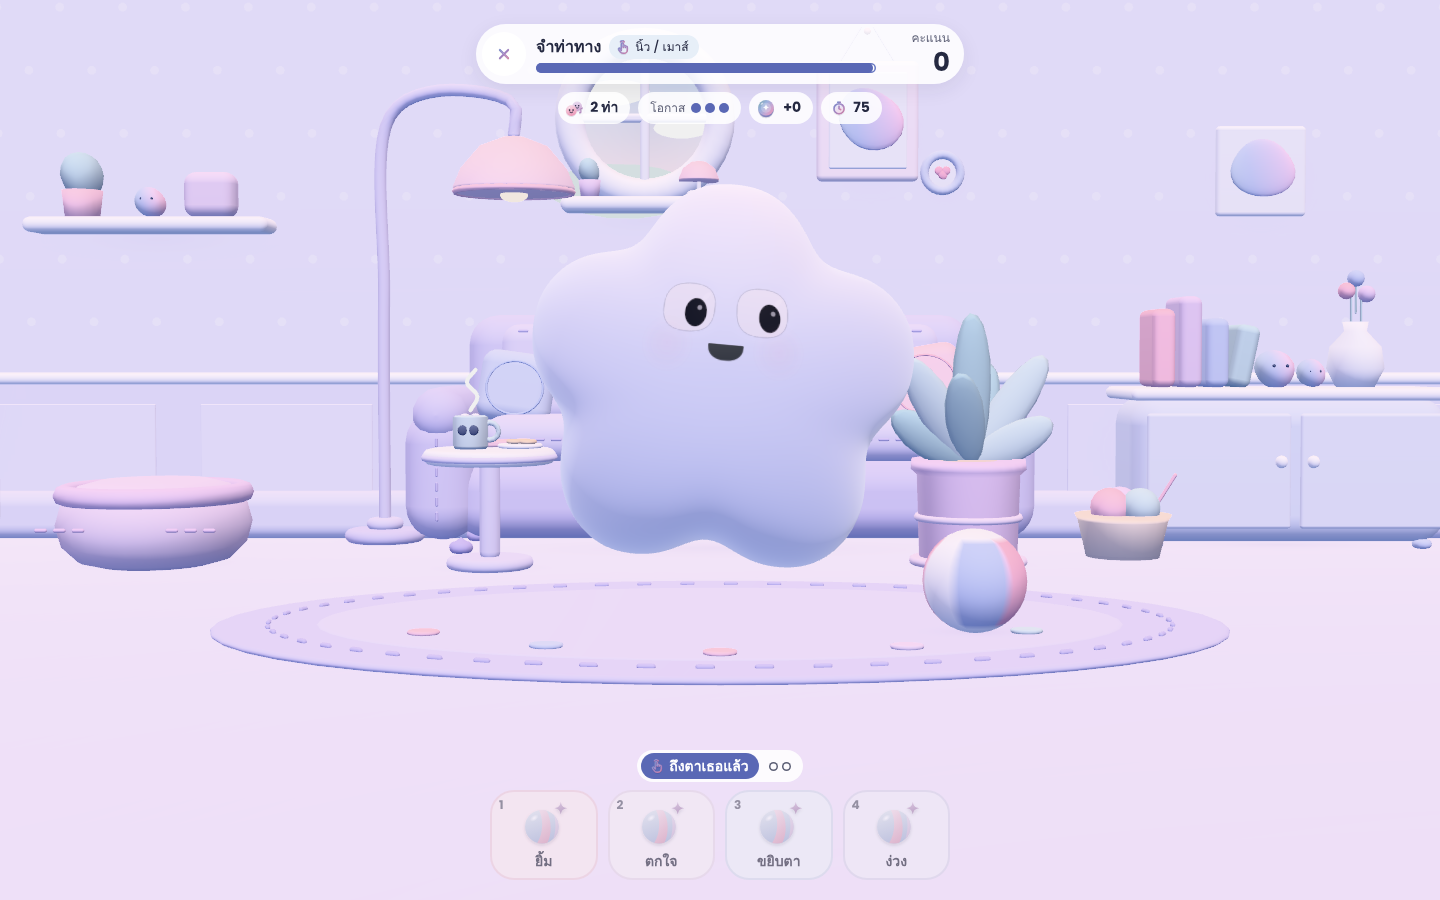 จำท่าทาง
นิ้ว / เมาส์
คะแนน
0
2 ท่า
โอกาส
+0
75
ถึงตาเธอแล้ว
1
ยิ้ม
2
ตกใจ
3
ขยิบตา
4
ง่วง